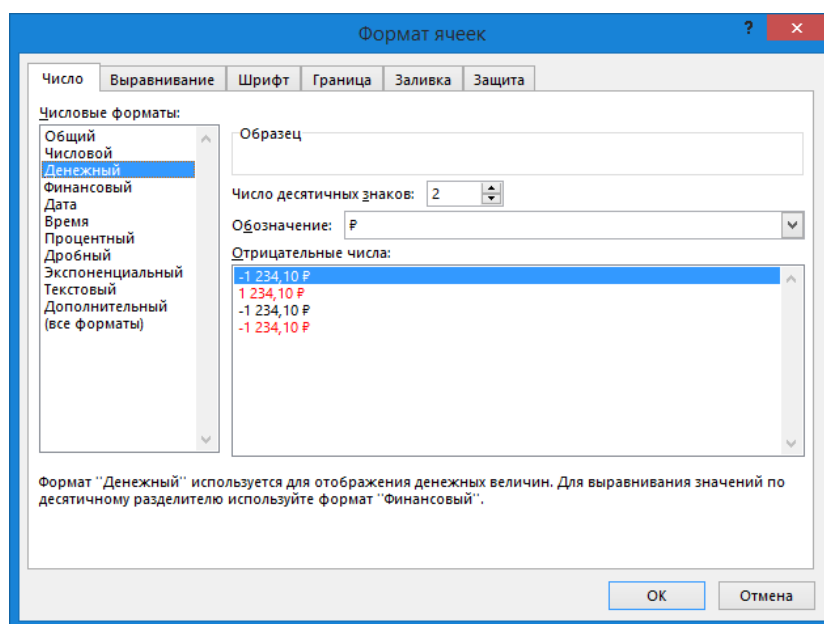 Формат ячеек
?
Число Выравнивание Шрифт Граница Заливка Защита
Числовые форматы:
Общий
Числовой
Денежный
Финансовый
Дата
Время
Процентный
Дробный
Экспоненциальный
Текстовый
Дополнительный
(все форматы)
Образец
Число десятичных знаков: 2
Обозначение: ₽
Отрицательные числа:
-1 234,10 ₽
1 234,10 ₽
-1 234,10 ₽
-1 234,10 ₽
Формат "Денежный" используется для отображения денежных величин. Для выравнивания значений по
десятичному разделителю используйте формат "Финансовый".
ОК Отмена